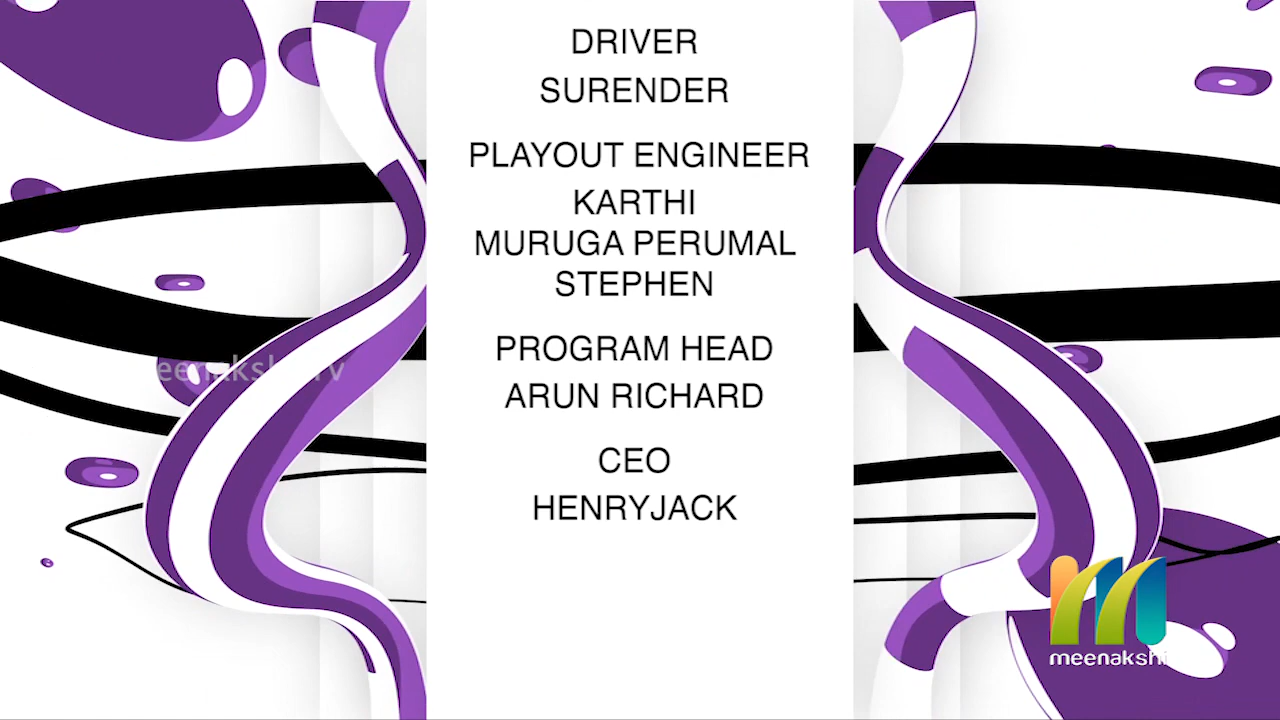 DRIVER
SURENDER
PLAYOUT ENGINEER
KARTHI
MURUGA PERUMAL
STEPHEN
PROGRAM HEAD
ARUN RICHARD
CEO
HENRYJACK
meenakshi